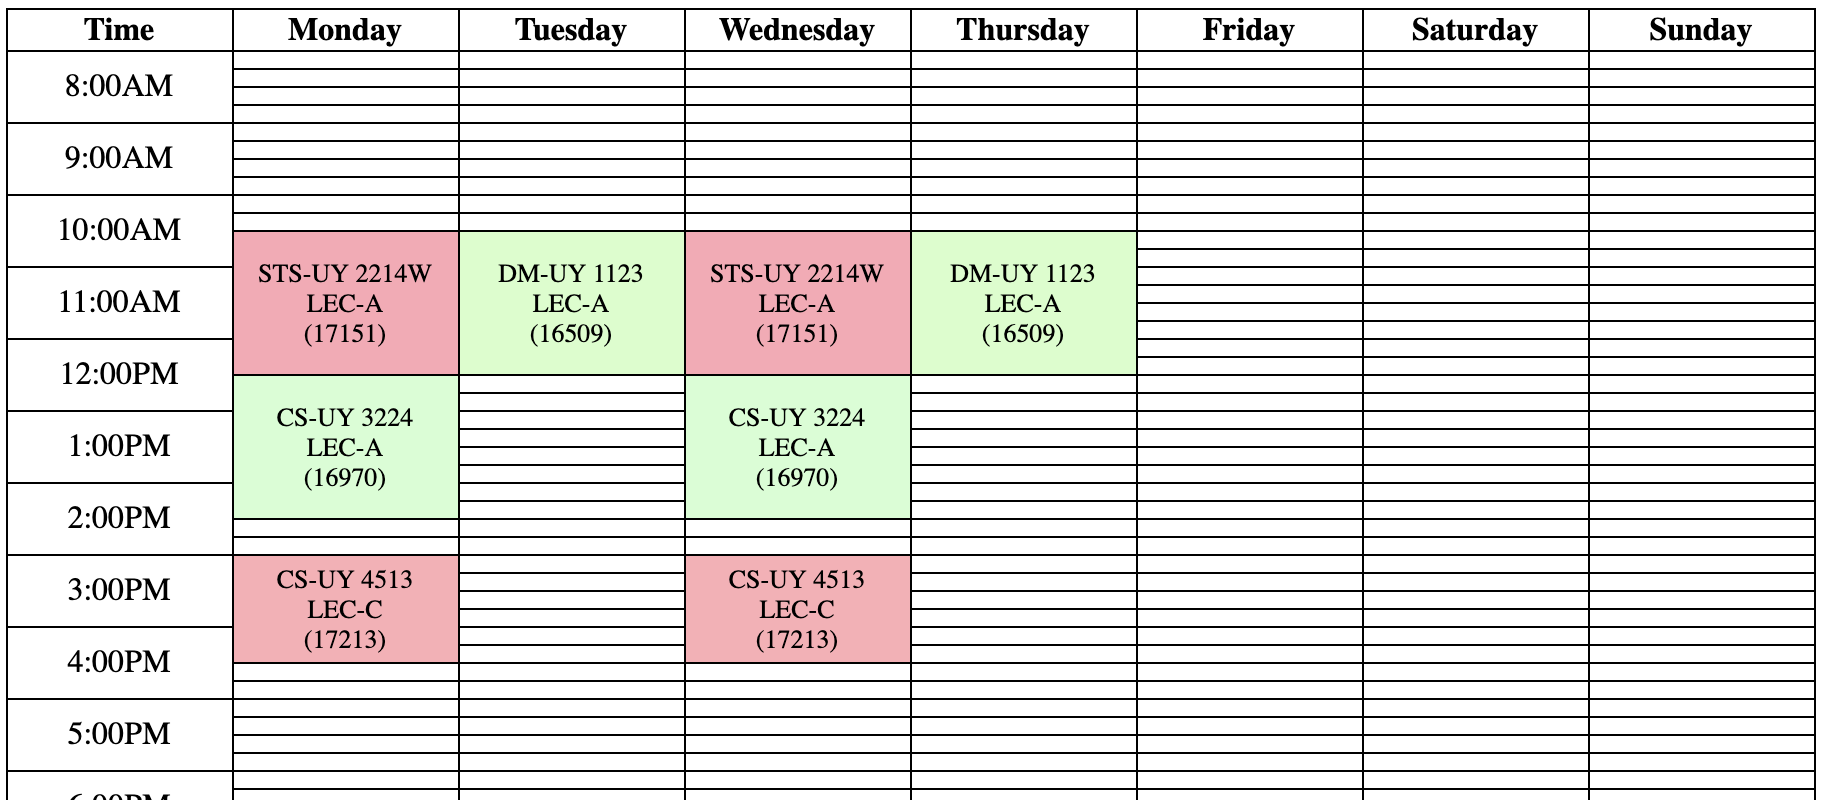 Time Monday Tuesday Wednesday Thursday Friday Saturday Sunday
8:00AM
9:00AM
10:00AM
STS-UY 2214W DM-UY 1123 STS-UY 2214W DM-UY 1123
11:00AM LEC-A LEC-A LEC-A LEC-A
(17151) (16509) (17151) (16509)
12:00PM
CS-UY 3224 CS-UY 3224
1:00PM LEC-A LEC-A
(16970) (16970)
2:00PM
CS-UY 4513 CS-UY 4513
3:00PM
LEC-C LEC-C
(17213) (17213)
4:00PM
5:00PM
6:00PM